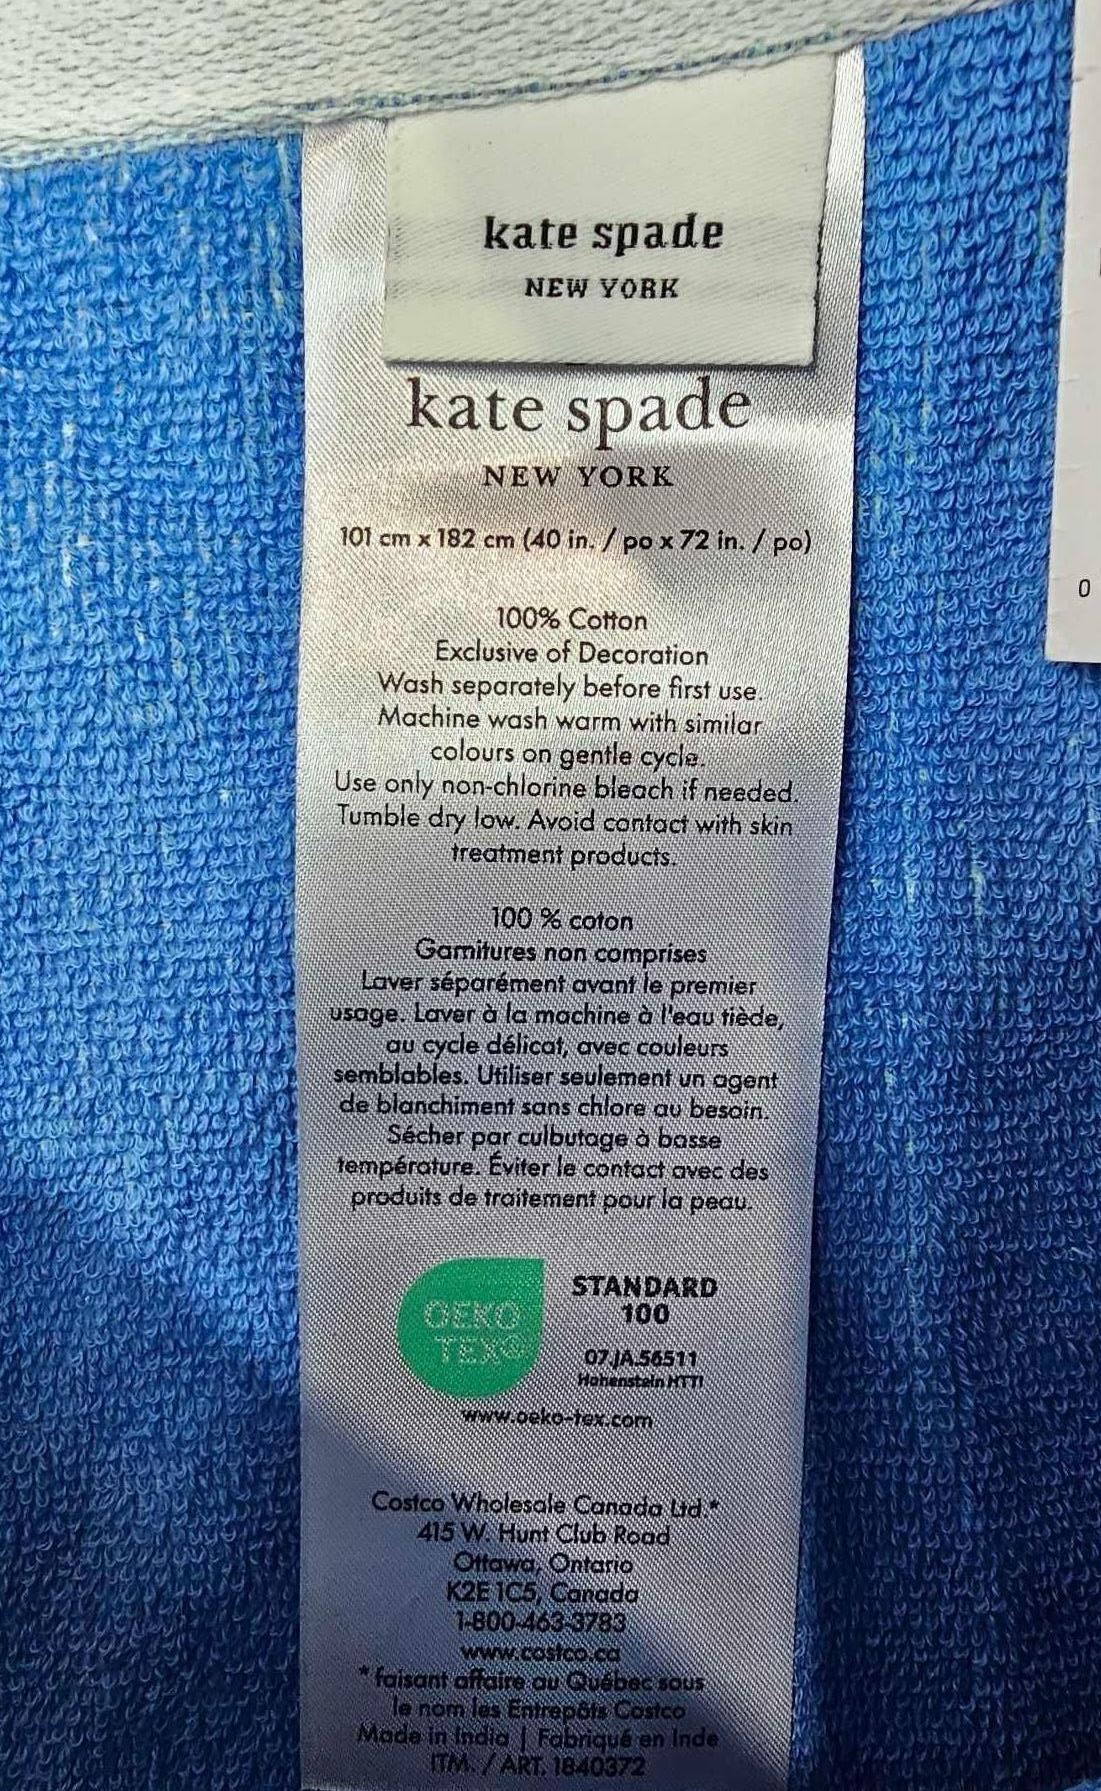 kate spade
NEW YORK
kate spade
NEW YORK
101 cm x 182 cm (40 in. / po x 72 in. / po)
100% Cotton
Exclusive of Decoration
Wash separately before first use.
Machine wash warm with similar
colours on gentle cycle.
Use only non-chlorine bleach if needed.
Tumble dry low. Avoid contact with skin
treatment products.
100 % coton
Garnitures non comprises
Laver séparément avant le premier
usage. Laver à la machine à l'eau tiède,
au cycle délicat, avec couleurs
semblables. Utiliser seulement un agent
de blanchiment sans chlore au besoin.
Sécher par culbutage à basse
température. Éviter le contact avec des
produits de traitement pour la peau.
OEKO
TEX®
STANDARD
100
07.JA.56511
Hohenstein HTTI
www.oeko-tex.com
Costco Wholesale Canada Ltd.*
415 W. Hunt Club Road
Ottawa, Ontario
K2E 1C5, Canada
1-800-463-3783
www.costco.ca
* faisant affaire au Québec sous
le nom les Entrepôts Costco
Made in India | Fabriqué en Inde
ITM. / ART. 1840372
0